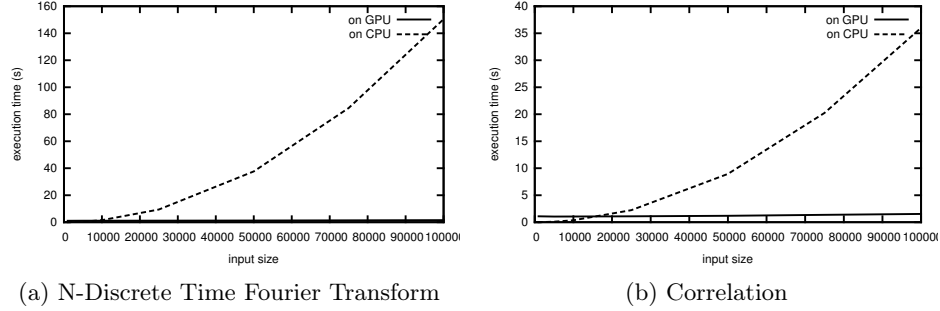 160
140
120
100
80
60
40
20
0
execution time (s)
on GPU
on CPU
0 10000 20000 30000 40000 50000 60000 70000 80000 90000 100000
input size
(a) N-Discrete Time Fourier Transform
40
35
30
25
20
15
10
5
0
execution time (s)
on GPU
on CPU
0 10000 20000 30000 40000 50000 60000 70000 80000 90000 100000
input size
(b) Correlation